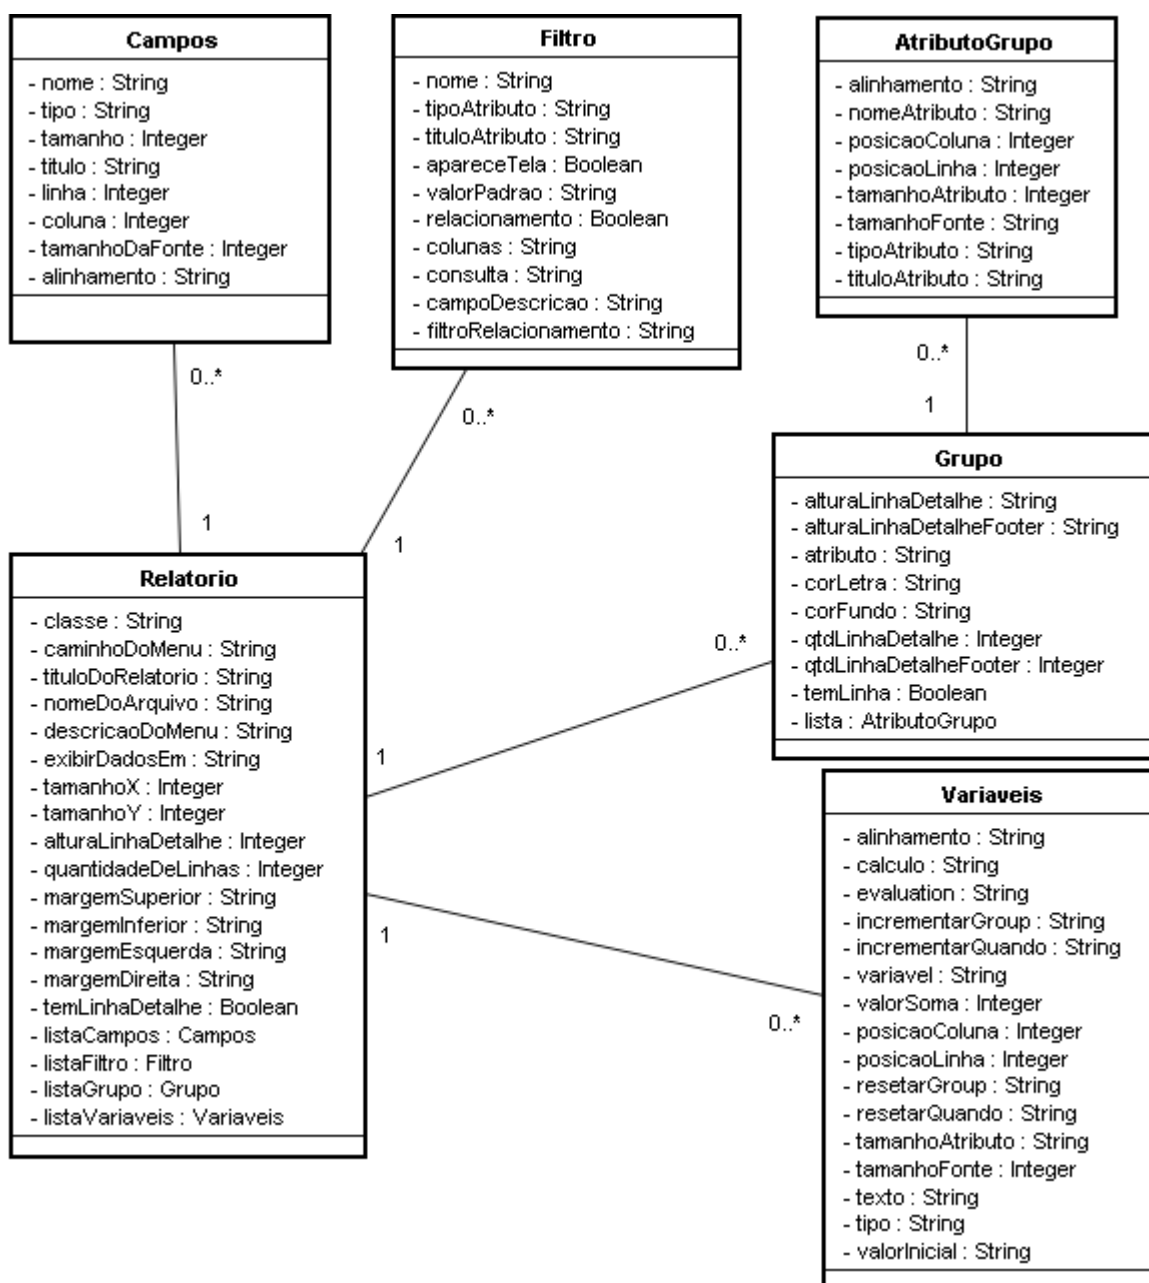 Campos
- nome : String
- tipo : String
- tamanho : Integer
- titulo : String
- linha : Integer
- coluna : Integer
- tamanhoDaFonte : Integer
- alinhamento : String
Filtro
- nome : String
- tipoAtributo : String
- tituloAtributo : String
- apareceTela : Boolean
- valorPadrao : String
- relacionamento : Boolean
- colunas : String
- consulta : String
- campoDescricao : String
- filtroRelacionamento : String
AtributoGrupo
- alinhamento : String
- nomeAtributo : String
- posicaoColuna : Integer
- posicaoLinha : Integer
- tamanhoAtributo : Integer
- tamanhoFonte : String
- tipoAtributo : String
- tituloAtributo : String
0..*
0..*
0..*
1
1
1
Grupo
- alturaLinhaDetalhe : String
- alturaLinhaDetalheFooter : String
- atributo : String
- corLetra : String
- corFundo : String
- qtdLinhaDetalhe : Integer
- qtdLinhaDetalheFooter : Integer
- temLinha : Boolean
- lista : AtributoGrupo
Relatorio
- classe : String
- caminhoDoMenu : String
- tituloDoRelatorio : String
- nomeDoArquivo : String
- descricaoDoMenu : String
- exibirDadosEm : String
- tamanhoX : Integer
- tamanhoY : Integer
- alturaLinhaDetalhe : Integer
- quantidadeDeLinhas : Integer
- margemSuperior : String
- margemInferior : String
- margemEsquerda : String
- margemDireita : String
- temLinhaDetalhe : Boolean
- listaCampos : Campos
- listaFiltro : Filtro
- listaGrupo : Grupo
- listaVariaveis : Variaveis
0..*
1
1
0..*
Variaveis
- alinhamento : String
- calculo : String
- evaluation : String
- incrementarGroup : String
- incrementarQuando : String
- variavel : String
- valorSoma : Integer
- posicaoColuna : Integer
- posicaoLinha : Integer
- resetarGroup : String
- resetarQuando : String
- tamanhoAtributo : String
- tamanhoFonte : Integer
- texto : String
- tipo : String
- valorInicial : String